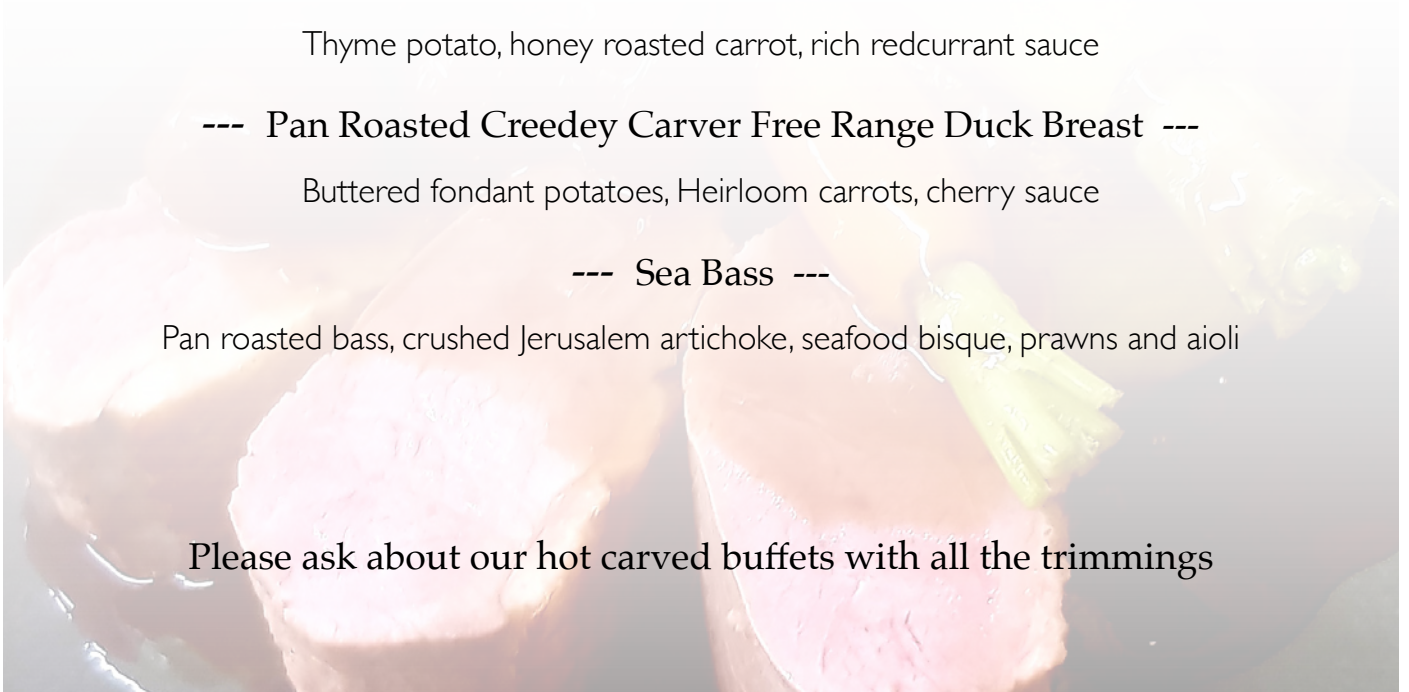 Thyme potato, honey roasted carrot, rich redcurrant sauce
--- Pan Roasted Creedey Carver Free Range Duck Breast ---
Buttered fondant potatoes, Heirloom carrots, cherry sauce
--- Sea Bass ---
Pan roasted bass, crushed Jerusalem artichoke, seafood bisque, prawns and aioli
Please ask about our hot carved buffets with all the trimmings